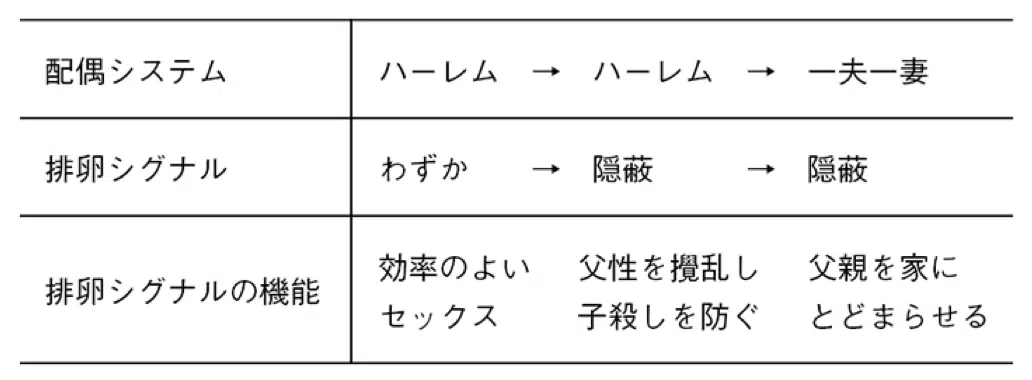 配偶システム ハーレム → ハーレム → 一夫一妻
排卵シグナル わずか → 隠蔽 → 隠蔽
排卵シグナルの機能 効率のよい 父性を攪乱し 父親を家に
セックス 子殺しを防ぐ とどまらせる